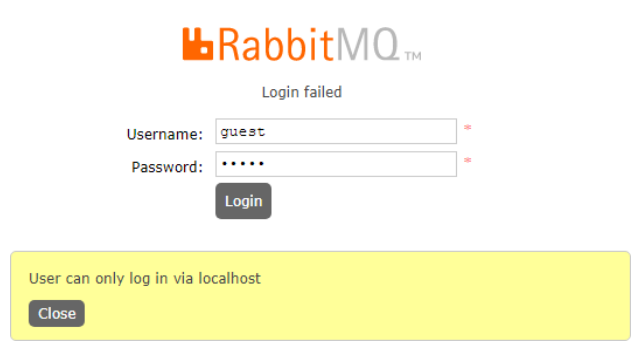 RabbitMQ™
Login failed
Username: guest *
Password: ••••• *
Login
User can only log in via localhost
Close